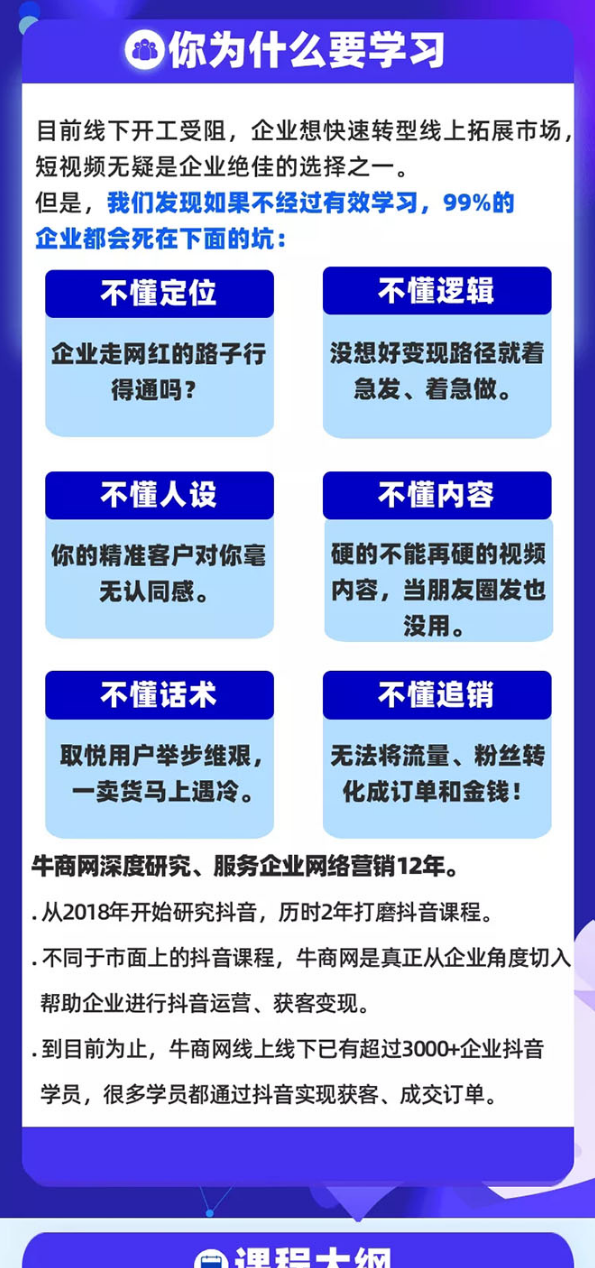 你为什么要学习
目前线下开工受阻，企业想快速转型线上拓展市场，
短视频无疑是企业绝佳的选择之一。
但是，我们发现如果不经过有效学习，99%的
企业都会死在下面的坑：
不懂定位
企业走网红的路子行
得通吗？
不懂逻辑
没想好变现路径就着
急发、着急做。
不懂人设
你的精准客户对你毫
无认同感。
不懂内容
硬的不能再硬的视频
内容，当朋友圈发也
没用。
不懂话术
取悦用户举步维艰，
一卖货马上遇冷。
不懂追销
无法将流量、粉丝转
化成订单和金钱！
牛商网深度研究、服务企业网络营销12年。
.从2018年开始研究抖音，历时2年打磨抖音课程。
.不同于市面上的抖音课程，牛商网是真正从企业角度切入
帮助企业进行抖音运营、获客变现。
.到目前为止，牛商网线上线下已有超过3000+企业抖音
学员，很多学员都通过抖音实现获客、成交订单。
课程大纲